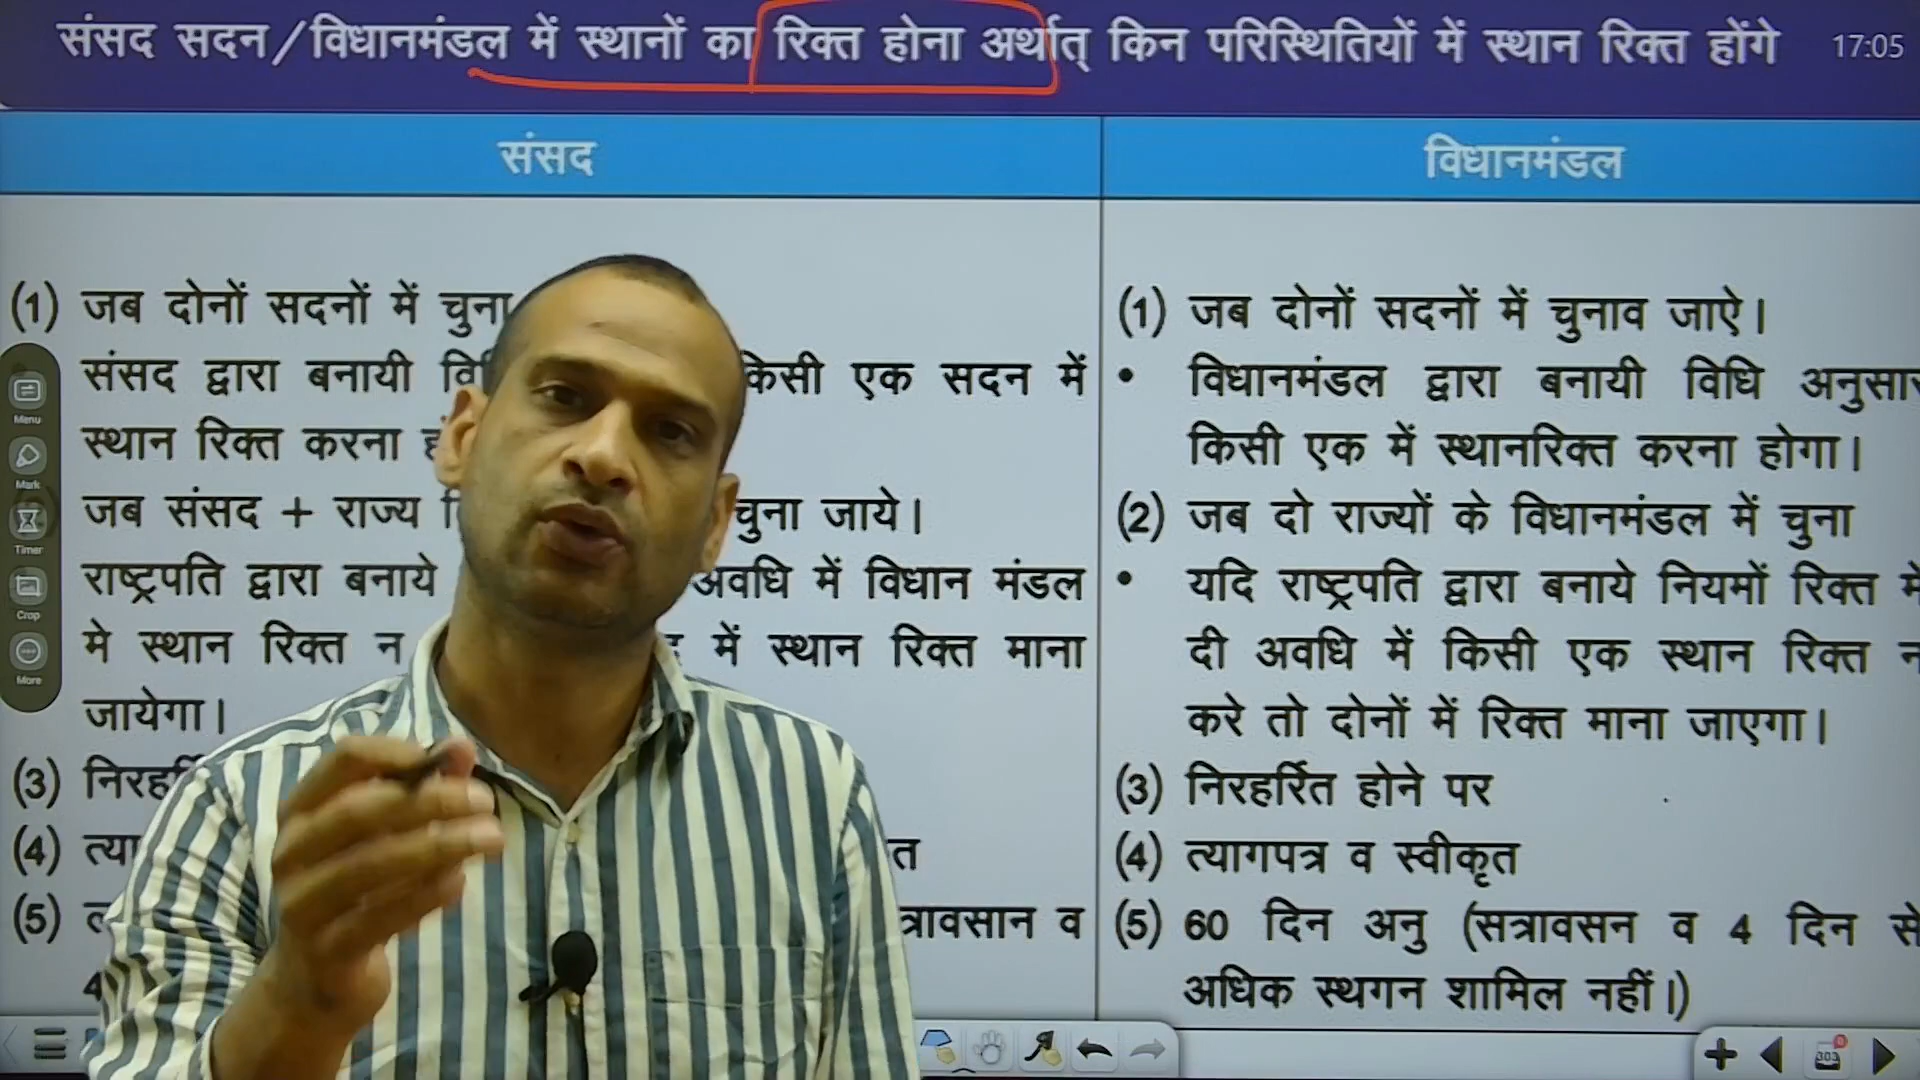 संसद सदन/विधानमंडल में स्थानों का रिक्त होना अर्थात् किन परिस्थितियों में स्थान रिक्त होंगे 17:05
संसद
(1) जब दोनों सदनों में
संसद द्वारा बनायी किसी एक सदन में
स्थान रिक्त करना
जब संसद + राज्य चुना जाये।
राष्ट्रपति द्वारा बनाये अवधि में विधान मंडल
मे स्थान रिक्त न में स्थान रिक्त माना
जायेगा।
(3)
(4)
(5) व
विधानमंडल
(1) जब दोनों सदनों में चुनाव जाऐ।
• विधानमंडल द्वारा बनायी विधि अनुसार
किसी एक में स्थानरिक्त करना होगा।
(2) जब दो राज्यों के विधानमंडल में चुना
• यदि राष्ट्रपति द्वारा बनाये नियमों रिक्त में
दी अवधि में किसी एक स्थान रिक्त न
करे तो दोनों में रिक्त माना जाएगा।
(3) निरहर्रित होने पर
(4) त्यागपत्र व स्वीकृत
(5) 60 दिन अनु (सत्रावसन व 4 दिन से
अधिक स्थगन शामिल नहीं।)
Menu
Mark
Timer
Crop
More
303